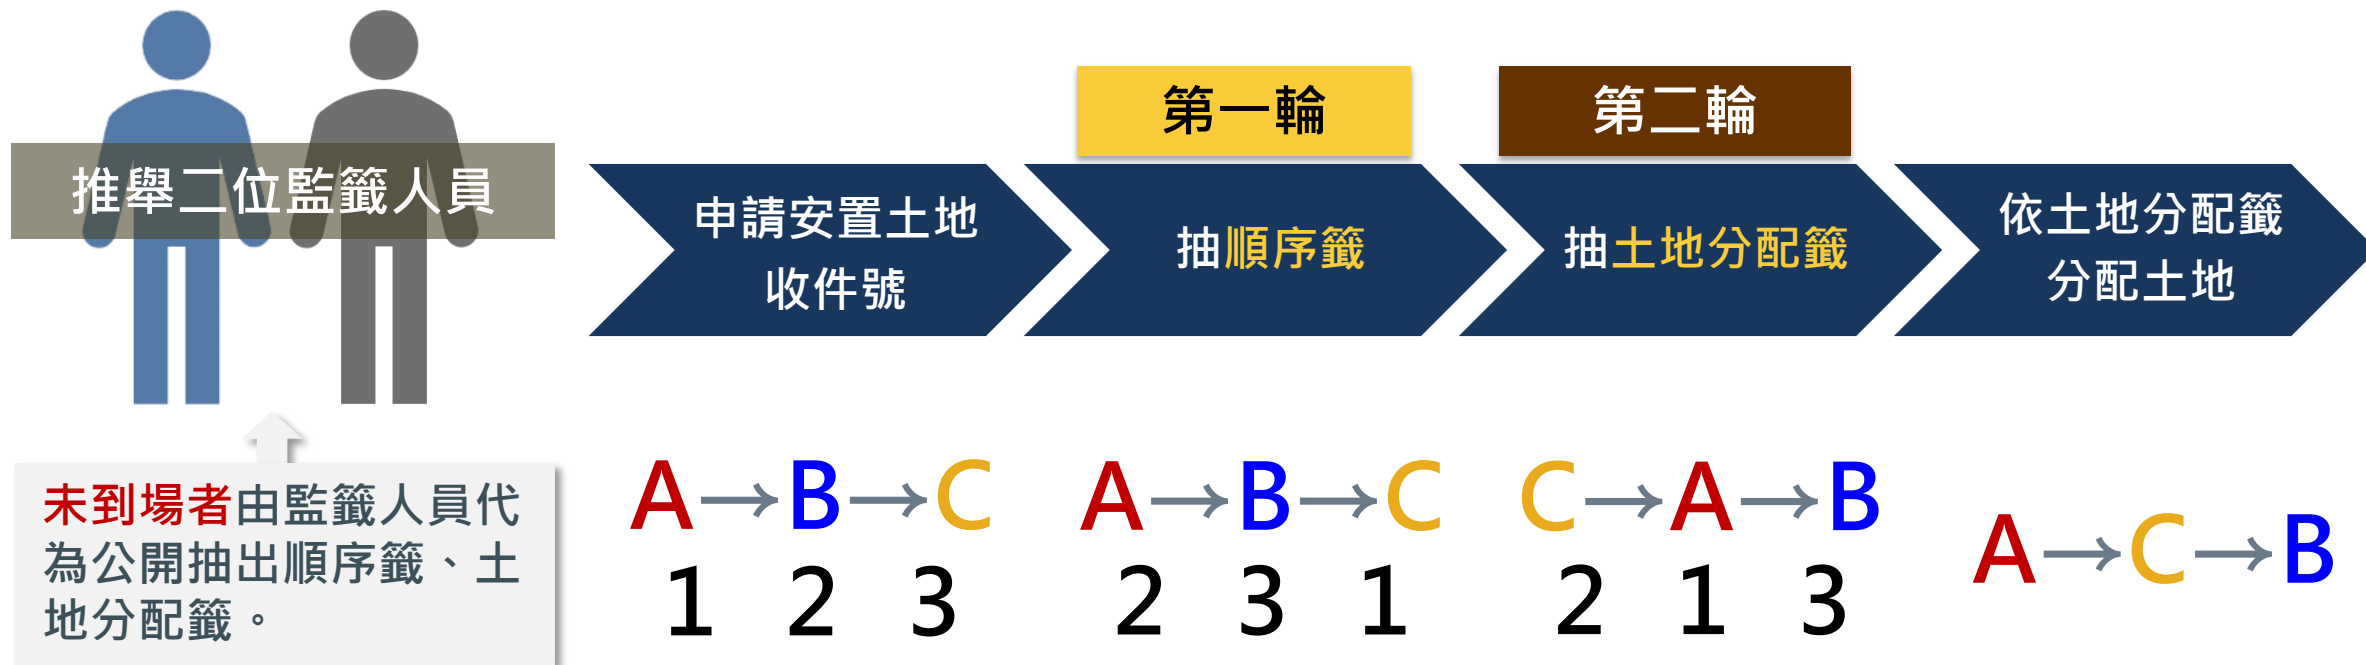 推舉二位監籤人員
未到場者由監籤人員代
為公開抽出順序籤、土
地分配籤。
申請安置土地
收件號
A→B→C
1 2 3
第一輪
抽順序籤
A→B→C
2 3 1
第二輪
抽土地分配籤
C→A→B
2 1 3
依土地分配籤
分配土地
A→C→B